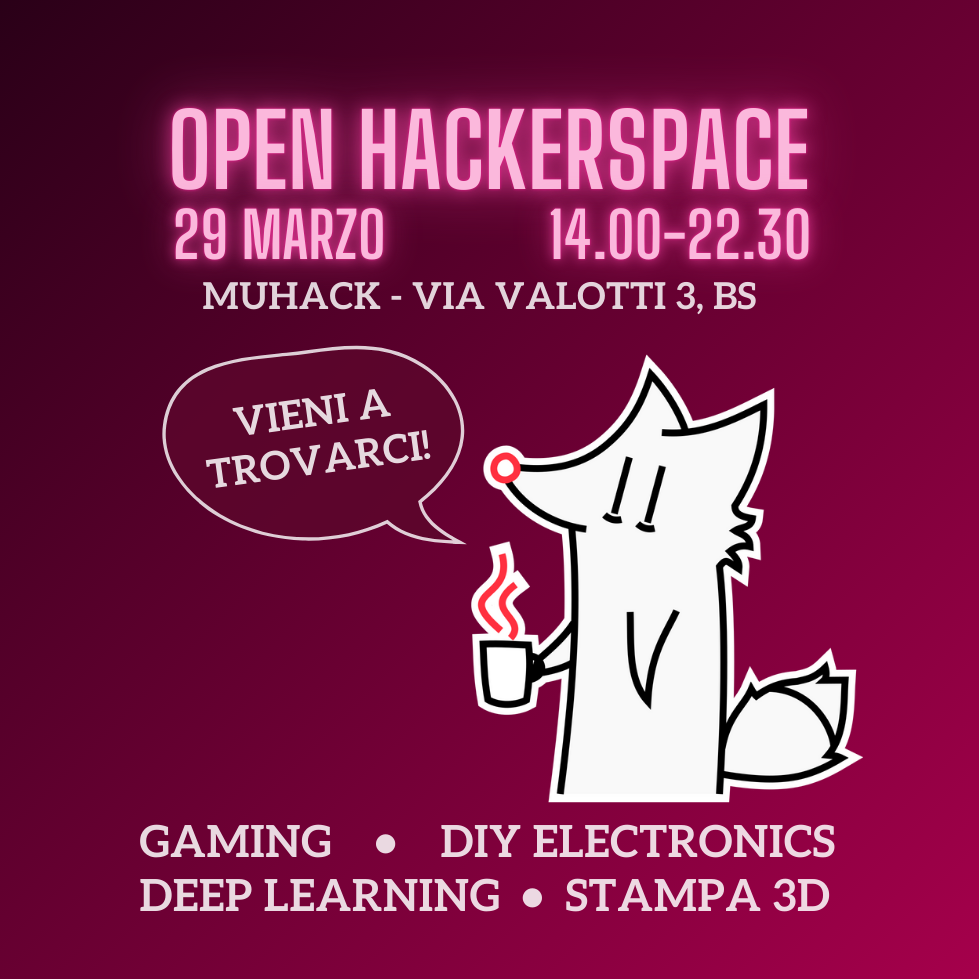 OPEN HACKERSPACE
29 MARZO 14.00-22.30
MUHACK - VIA VALOTTI 3, BS
VIENI A
TROVARCI!
GAMING • DIY ELECTRONICS
DEEP LEARNING • STAMPA 3D